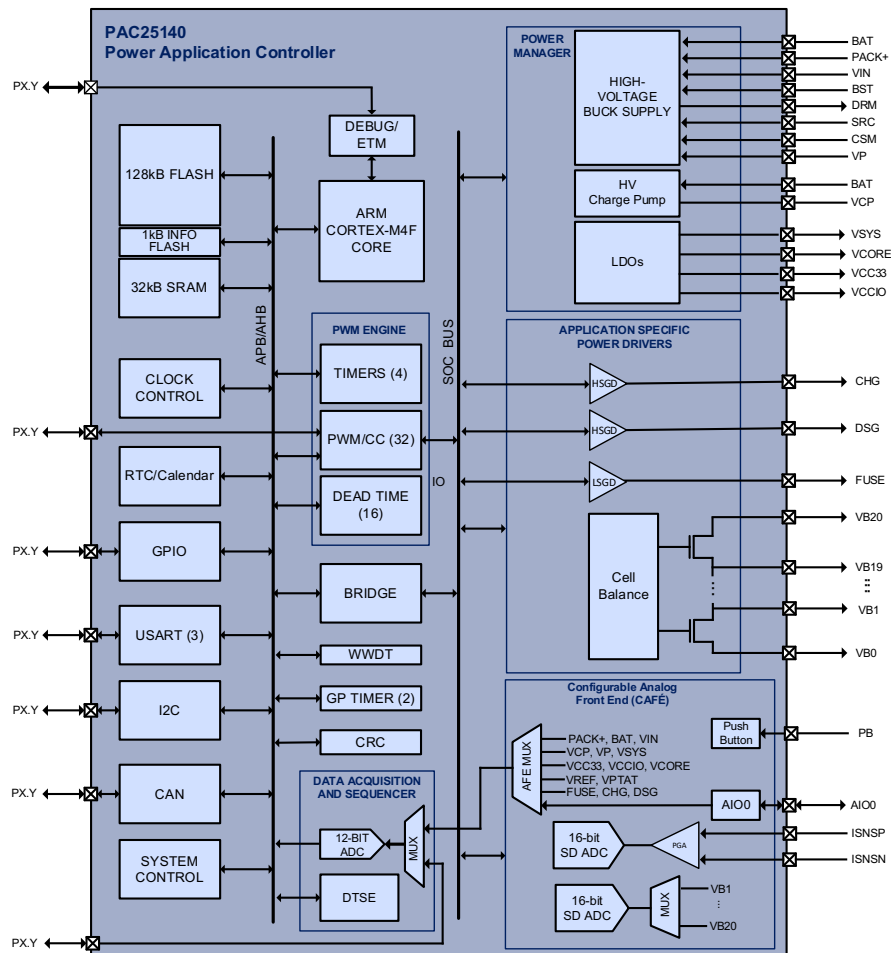 PAC25140
Power Application Controller
PX.Y
128kB FLASH
1kB INFO
FLASH
32kB SRAM
CLOCK
CONTROL
PX.Y
RTC/Calendar
PX.Y
GPIO
PX.Y
USART (3)
PX.Y
I2C
PX.Y
CAN
SYSTEM
CONTROL
PX.Y
APB/AHB
DEBUG/
ETM
ARM
CORTEX-M4F
CORE
PWM ENGINE
TIMERS (4)
PWM/CC (32)
DEAD TIME
(16)
IO
SOC BUS
BRIDGE
WWDT
GP TIMER (2)
CRC
DATA ACQUISITION
AND SEQUENCER
12-BIT
ADC
MUX
DTSE
POWER
MANAGER
HIGH-
VOLTAGE
BUCK SUPPLY
BAT
PACK+
VIN
BST
DRM
SRC
CSM
VP
HV
Charge Pump
BAT
VCP
LDOs
VSYS
VCORE
VCC33
VCCIO
APPLICATION SPECIFIC
POWER DRIVERS
HSGD
CHG
HSGD
DSG
LSGD
FUSE
Cell
Balance
VB20
VB19
VB1
VB0
Configurable Analog
Front End (CAFÉ)
AFE MUX
PACK+, BAT, VIN
VCP, VP, VSYS
VCC33, VCCIO, VCORE
VREF, VPTAT
FUSE, CHG, DSG
Push
Button
PB
AIO0
AIO0
16-bit
SD ADC
PGA
ISNSP
ISNSN
16-bit
SD ADC
MUX
VB1
VB20